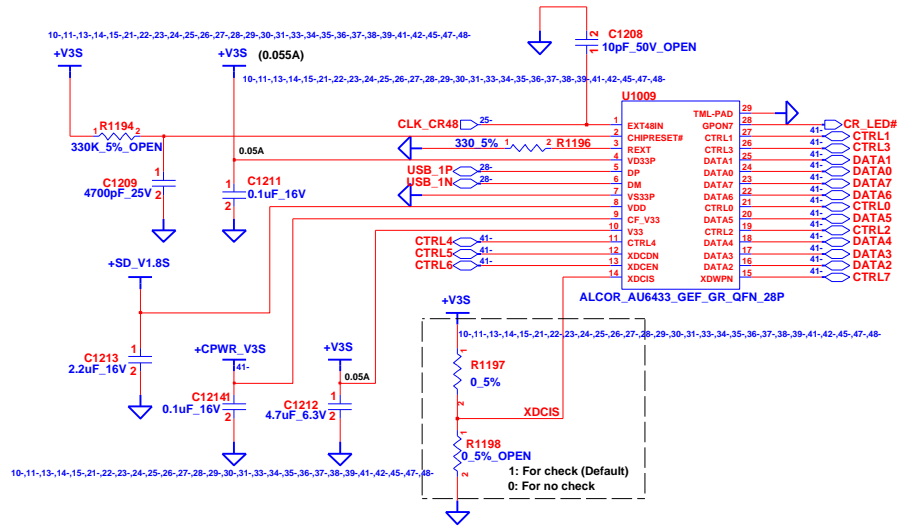 C1208
10pF_50V_OPEN
1
2
10-,11-,13-,14-,15-,21-,22-,23-,24-,25-,26-,27-,28-,29-,30-,31-,33-,34-,35-,36-,37-,38-,39-,41-,42-,45-,47-,48-
+V3S
+V3S
(0.055A)
10-,11-,13-,14-,15-,21-,22-,23-,24-,25-,26-,27-,28-,29-,30-,31-,33-,34-,35-,36-,37-,38-,39-,41-,42-,45-,47-,48-
U1009
TML-PAD 29
CLK_CR48 25- 1 EXT48IN
GPON7 28 CR_LED#
R1194
1 2
330K_5%_OPEN
2 CHIPRESET#
CTRL1 27 41- CTRL1
330_5% 1 2 R1196
3 REXT
CTRL3 26 41- CTRL3
0.05A
4 VD33P
DATA1 25 41- DATA1
USB_1P 28- 5 DP
DATA0 24 41- DATA0
USB_1N 28- 6 DM
DATA7 23 41- DATA7
7 VS33P
DATA6 22 41- DATA6
8 VDD
CTRL0 21 41- CTRL0
9 CF_V33
DATA5 20 41- DATA5
10 V33
CTRL2 19 41- CTRL2
CTRL4 41- 11 CTRL4
DATA4 18 41- DATA4
CTRL5 41- 12 XDCDN
DATA3 17 41- DATA3
CTRL6 41- 13 XDCEN
DATA2 16 41- DATA2
14 XDCIS
XDWPN 15 41- CTRL7
ALCOR_AU6433_GEF_GR_QFN_28P
1
C1209
4700pF_25V
2
1
C1211
0.1uF_16V
2
+SD_V1.8S
1
C1213
2.2uF_16V
2
+CPWR_V3S
41-
1
C1214
0.1uF_16V
2
+V3S
0.05A
1
C1212
4.7uF_6.3V
2
+V3S
10-,11-,13-,14-,15-,21-,22-,23-,24-,25-,26-,27-,28-,29-,30-,31-,33-,34-,35-,36-,37-,38-,39-,41-,42-,45-,47-,48-
1
R1197
0_5%
2
XDCIS
1
R1198
0_5%_OPEN
2
1: For check (Default)
0: For no check
10-,11-,13-,14-,15-,21-,22-,23-,24-,25-,26-,27-,28-,29-,30-,31-,33-,34-,35-,36-,37-,38-,39-,41-,42-,45-,47-,48-